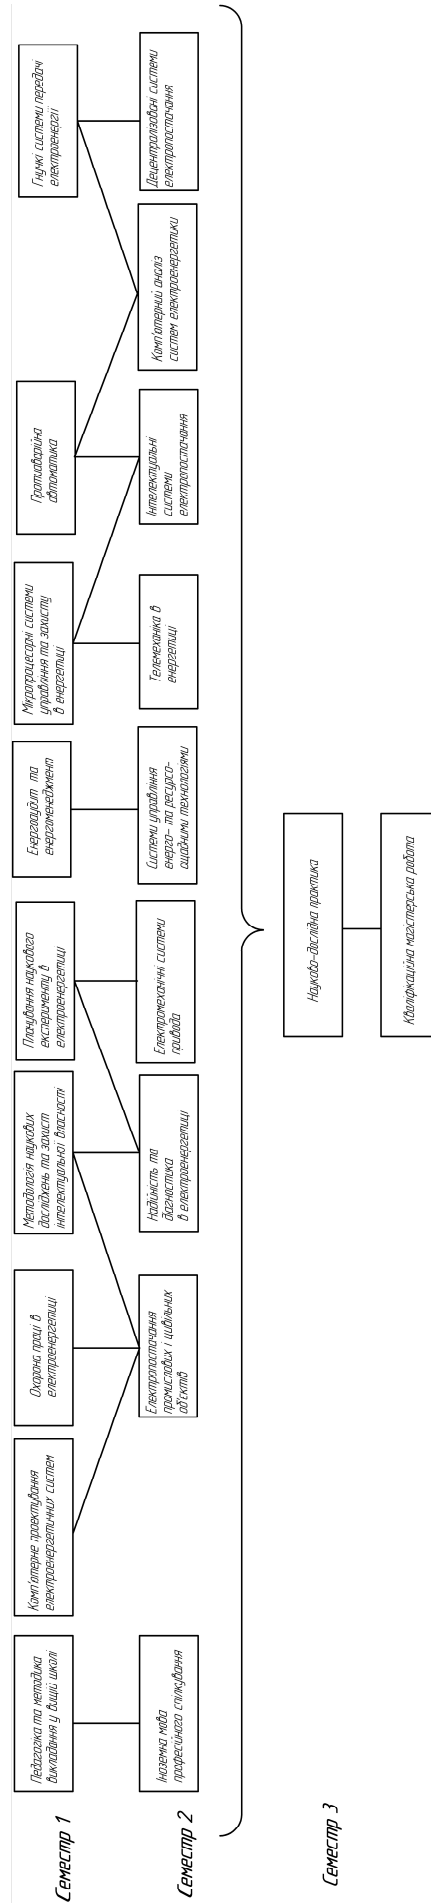 Семестр 1
Педагогіка та методика
викладання у вищій школі
Комп'ютерне проектування
електроенергетичних систем
Охорона праці в
електроенергетиці
Методологія наукових
досліджень та захист
інтелектуальної власності
Планування наукового
експерименту в
електроенергетиці
Енергоаудит та
енергоменеджмент
Мікропроцесорні системи
управління та захисту
в енергетиці
Протиаварійна
автоматика
Гнучкі системи передачі
електроенергії
Семестр 2
Іноземна мова
професійного спілкування
Електропостачання
промислових і цивільних
об'єктів
Надійність та
діагностика
в електроенергетиці
Електромеханічні системи
привода
Системи управління
енерго- та ресурсо-
ощадними технологіями
Телемеханіка в
енергетиці
Інтелектуальні
системи
електропостачання
Комп'ютерний аналіз
систем електроенергетики
Децентралізовані системи
електропостачання
Семестр 3
Науково-дослідна практика
Кваліфікаційна магістерська робота